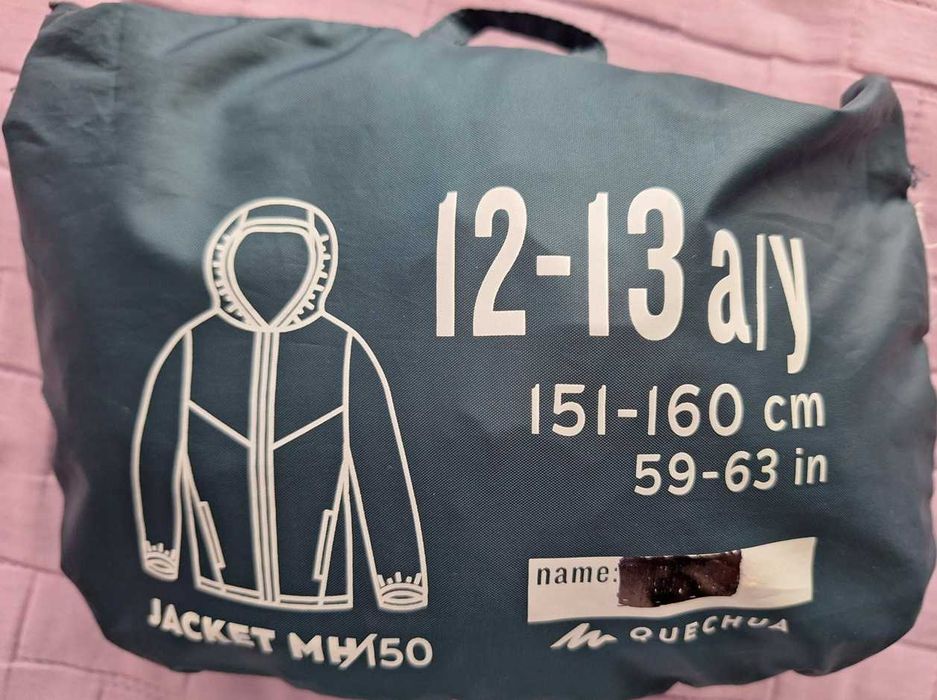 12-13 a/y
151-160 cm
59-63 in
name:
QUECHUA
JACKET MH150